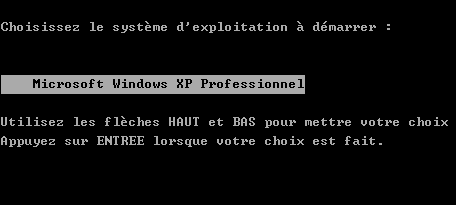 Choisissez le système d'exploitation à démarrer :
Microsoft Windows XP Professionnel
Utilisez les flèches HAUT et BAS pour mettre votre choix
Appuyez sur ENTREE lorsque votre choix est fait.